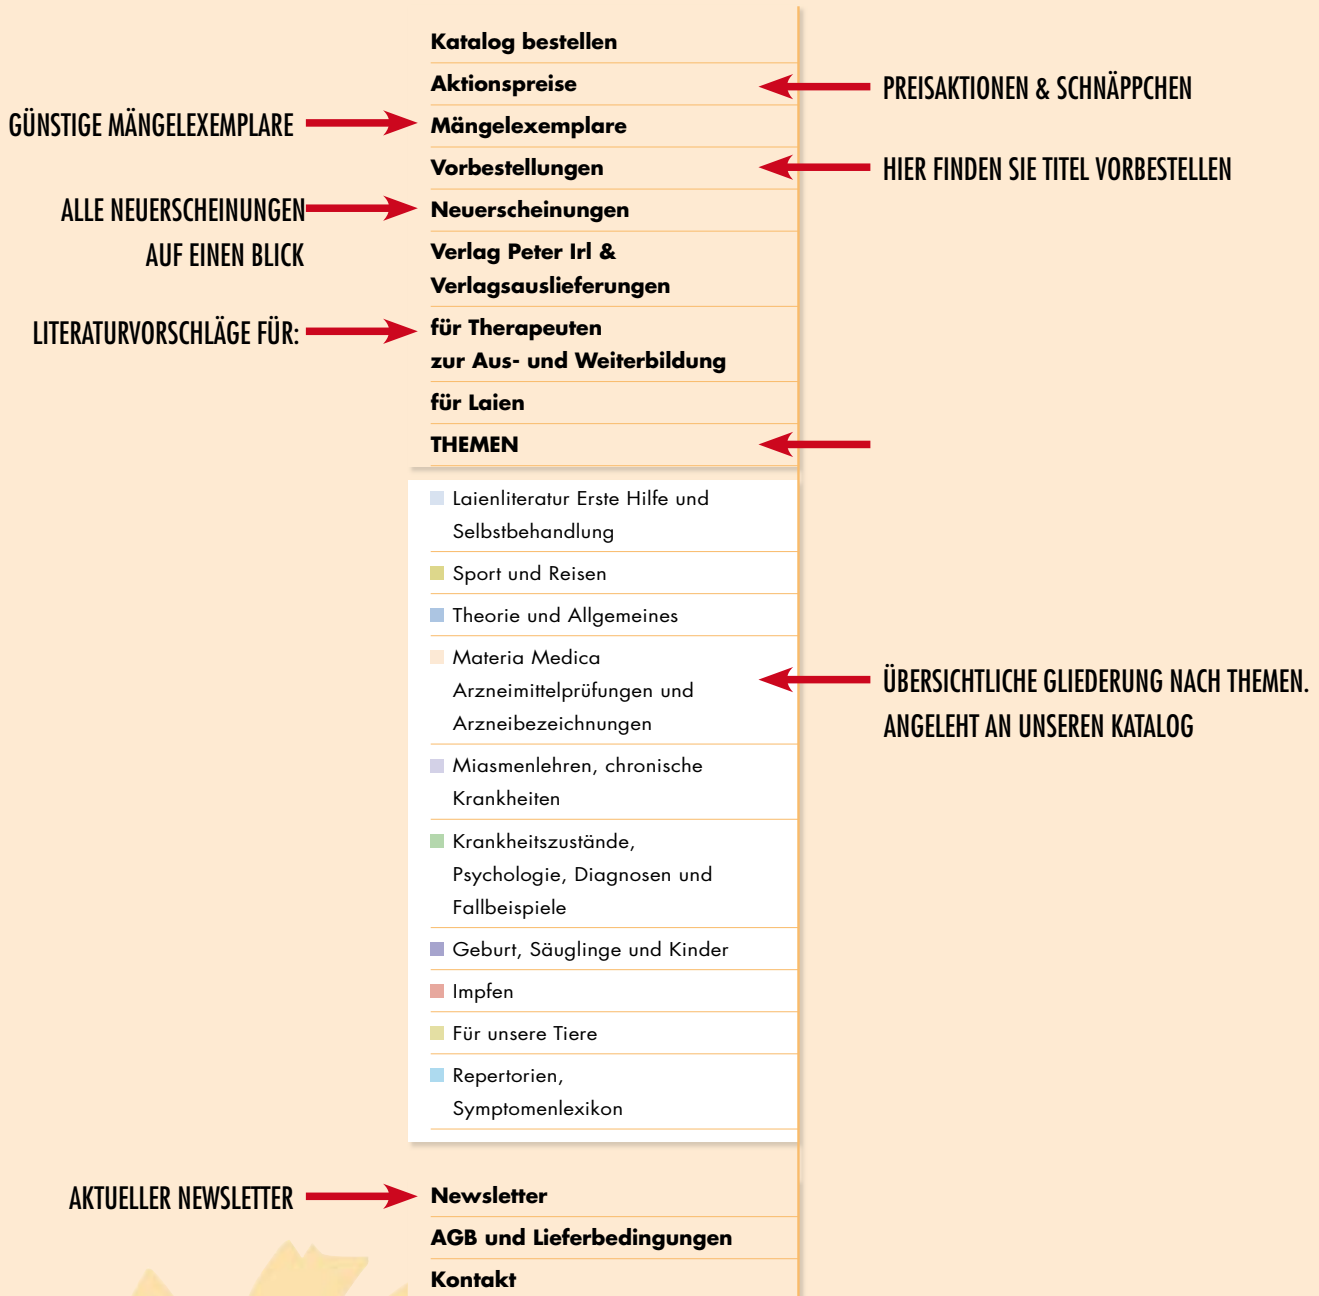 Katalog bestellen
Aktionspreise
PREISAKTIONEN & SCHNÄPPCHEN
GÜNSTIGE MÄNGELEXEMPLARE
Mängelexemplare
Vorbestellungen
HIER FINDEN SIE TITEL VORBESTELLEN
ALLE NEUERSCHEINUNGEN
AUF EINEN BLICK
Neuerscheinungen
Verlag Peter Irl &
Verlagsauslieferungen
LITERATURVORSCHLÄGE FÜR:
für Therapeuten
zur Aus- und Weiterbildung
für Laien
THEMEN
Laienliteratur Erste Hilfe und
Selbstbehandlung
Sport und Reisen
Theorie und Allgemeines
Materia Medica
Arzneimittelprüfungen und
Arzneibezeichnungen
ÜBERSICHTLICHE GLIEDERUNG NACH THEMEN.
ANGELEHT AN UNSEREN KATALOG
Miasmenlehren, chronische
Krankheiten
Krankheitszustände,
Psychologie, Diagnosen und
Fallbeispiele
Geburt, Säuglinge und Kinder
Impfen
Für unsere Tiere
Repertorien,
Symptomenlexikon
AKTUELLER NEWSLETTER
Newsletter
AGB und Lieferbedingungen
Kontakt